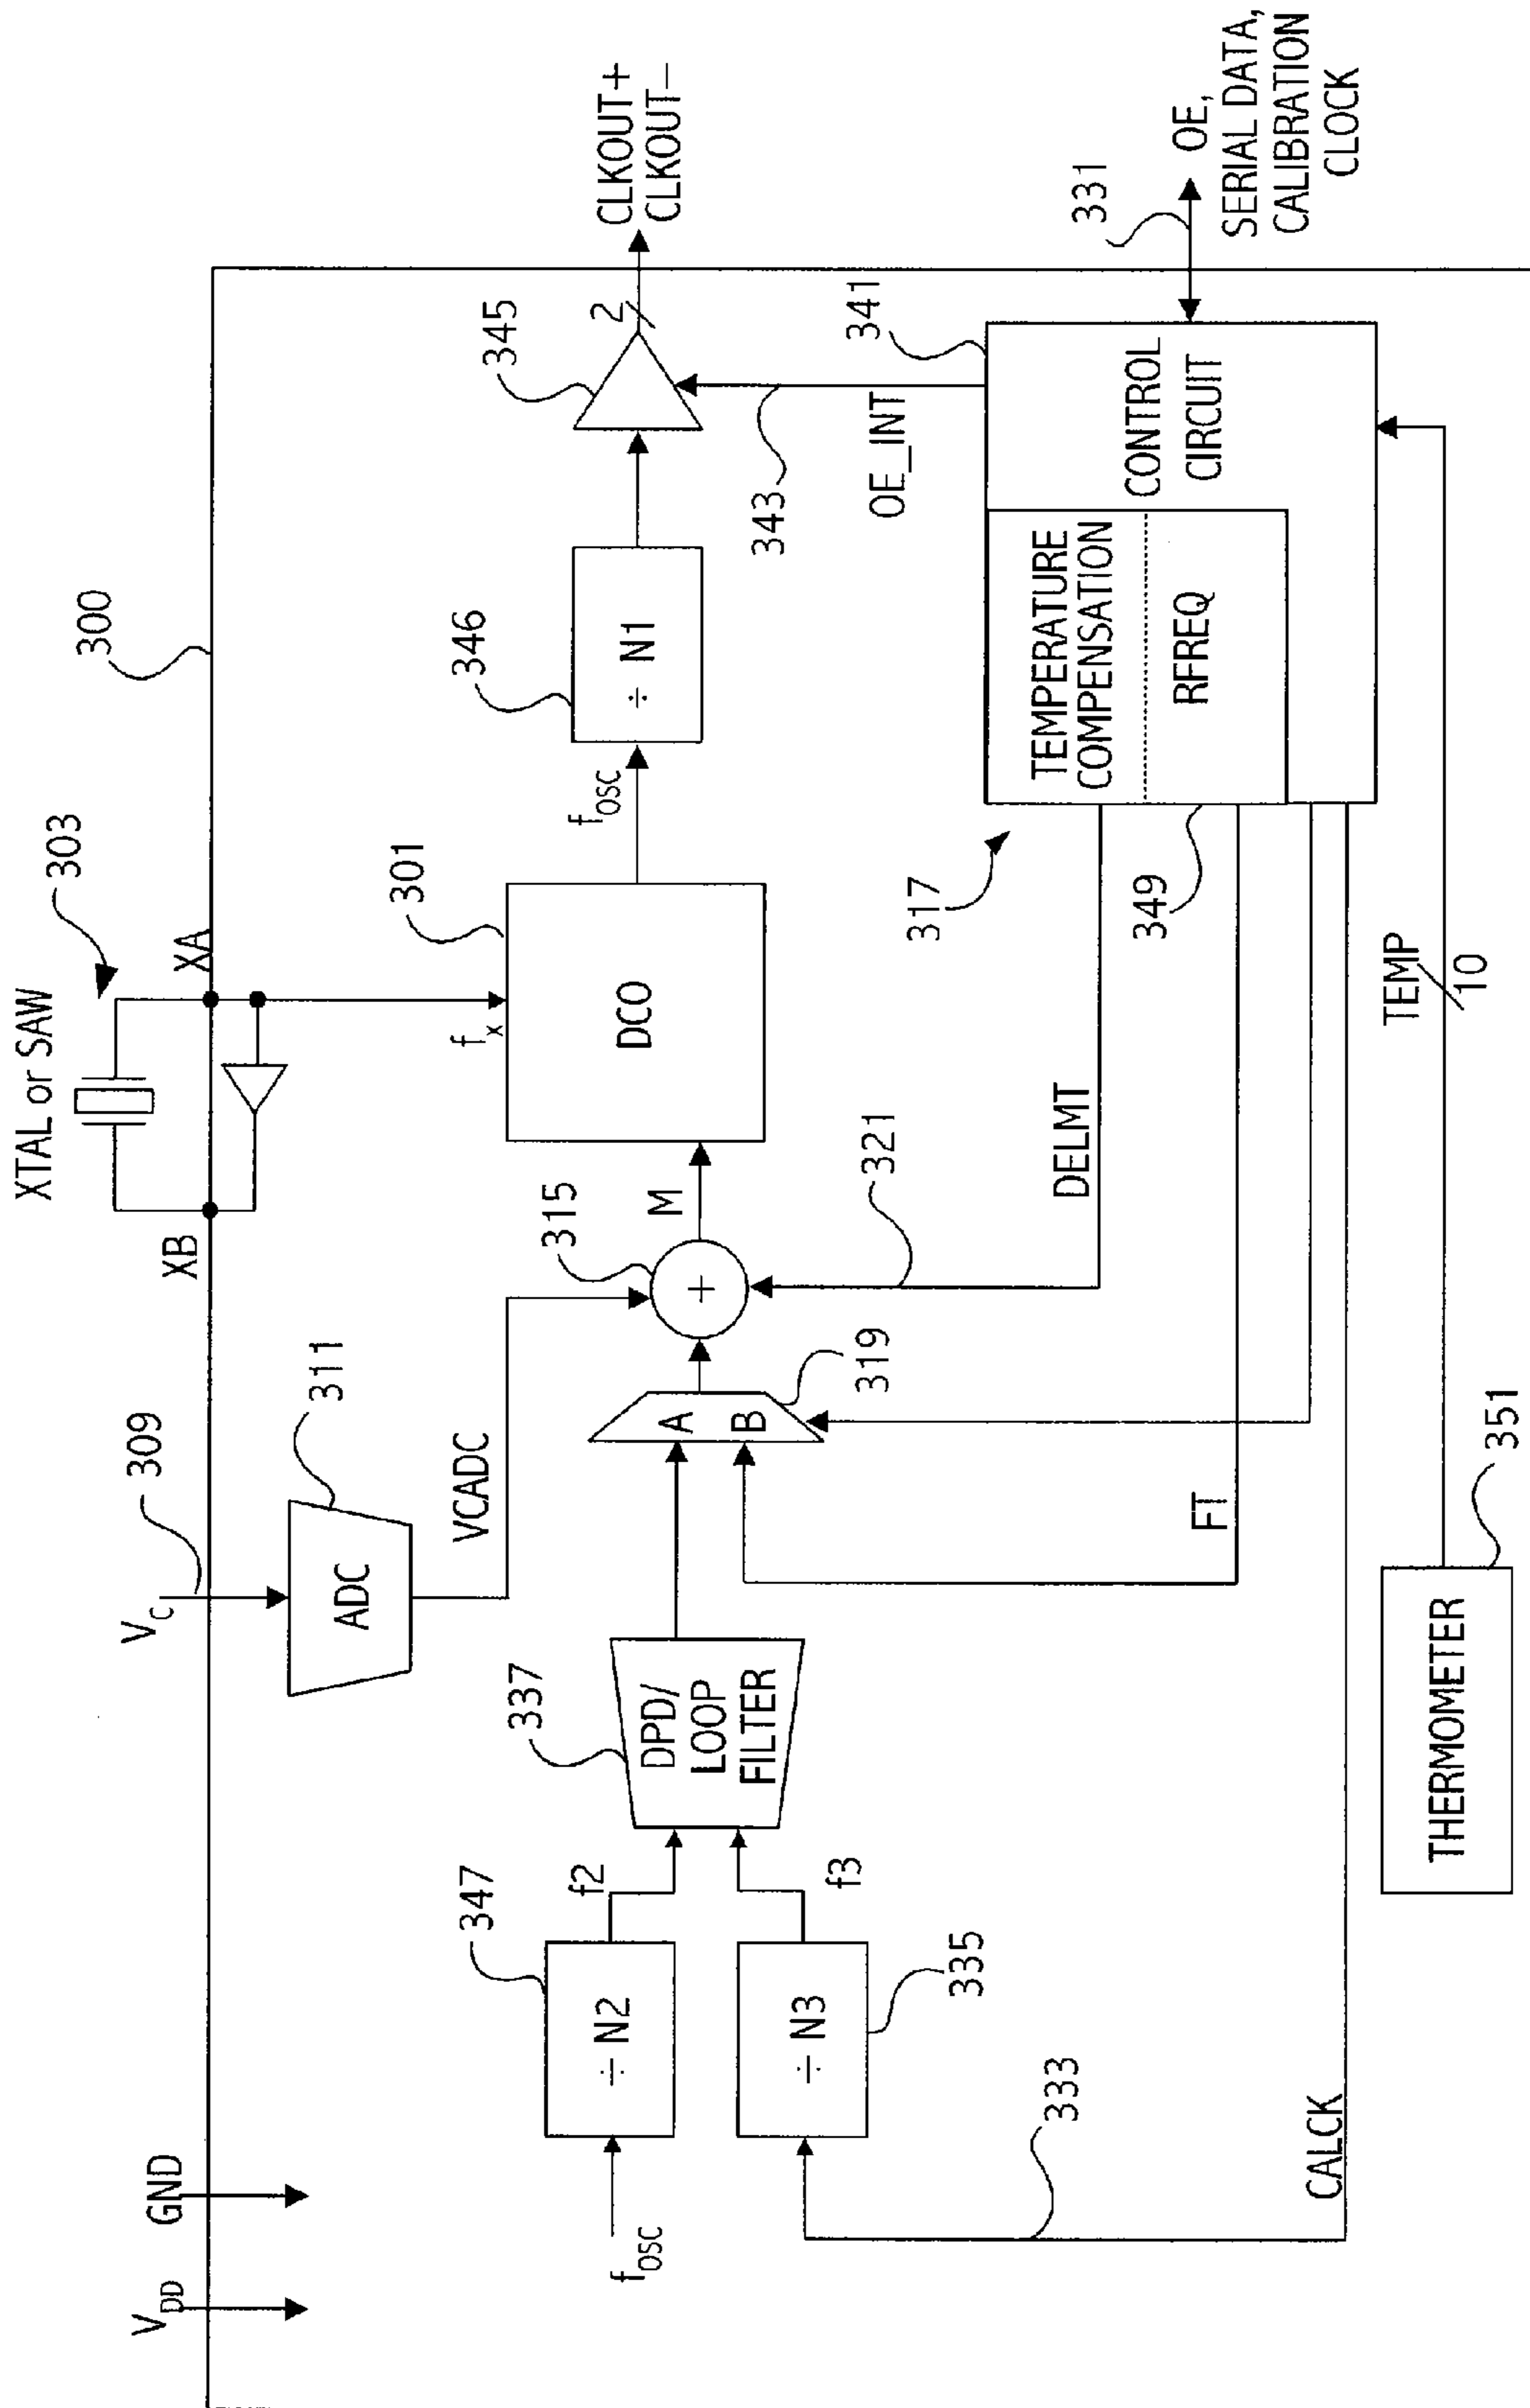 XTAL or SAW
303
300
XB
XA
V_DD
GND
V_C
309
311
ADC
VCADC
315
M
f_x
301
DCO
f_OSC
346
÷ N1
345
2
CLKOUT+
CLKOUT−
347
f2
÷ N2
f_OSC
337
DPD/
LOOP
FILTER
A
B
319
321
DELMT
317
343
OE_INT
341
331
OE,
SERIAL DATA,
CALIBRATION
CLOCK
TEMPERATURE
COMPENSATION
RFREQ
CONTROL
CIRCUIT
349
f3
÷ N3
335
333
FT
CALCK
TEMP
10
THERMOMETER
351